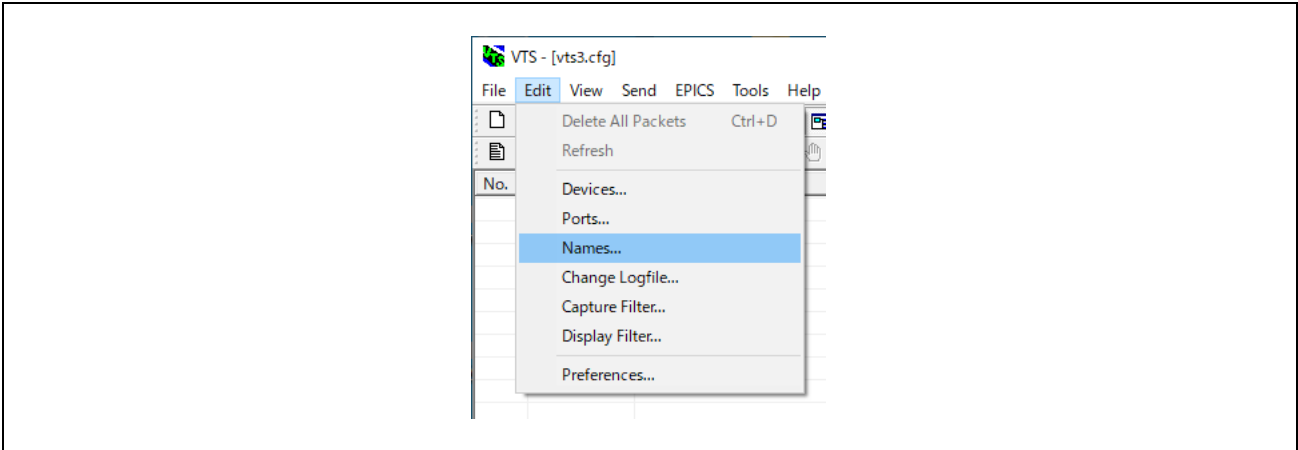 VTS - [vts3.cfg]
File Edit View Send EPICS Tools Help
Delete All Packets Ctrl+D
Refresh
No.
Devices...
Ports...
Names...
Change Logfile...
Capture Filter...
Display Filter...
Preferences...